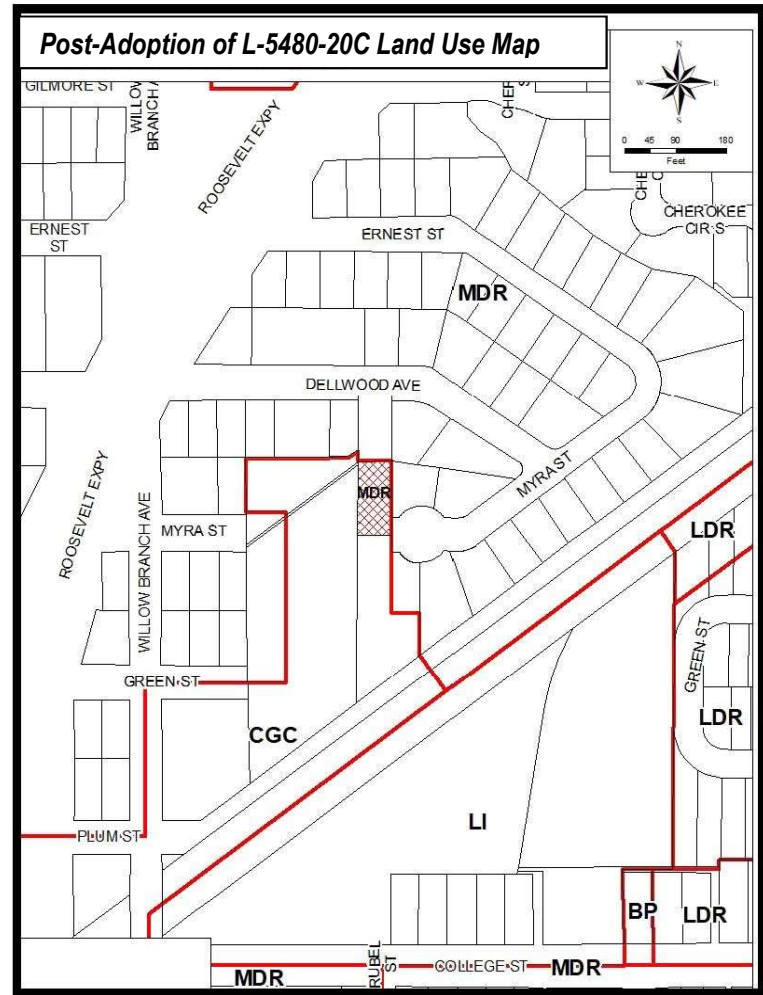 Post-Adoption of L-5480-20C Land Use Map
N
W
E
S
0 45 90 180
Feet
GILMORE ST
WILLOW
BRANCH A
ROOSEVELT EXPY
CHER
S
CHE
C
CHEROKEE
CIR S
ERNEST
ST
ERNEST ST
MDR
DELLWOOD AVE
MDR
MYRA ST
ROOSEVELT EXPY
WILLOW BRANCH AVE
MYRA ST
LDR
GREEN ST
GREEN ST
LDR
CGC
PLUM ST
LI
BP
LDR
RUBEL
ST
COLLEGE ST
MDR
MDR